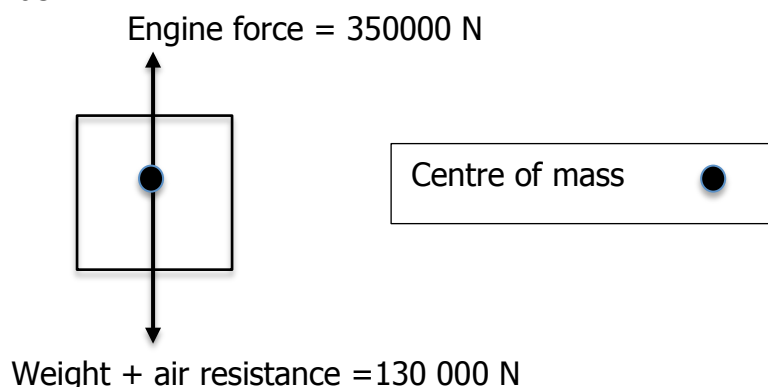 Engine force = 350000 N
Centre of mass
Weight + air resistance =130 000 N